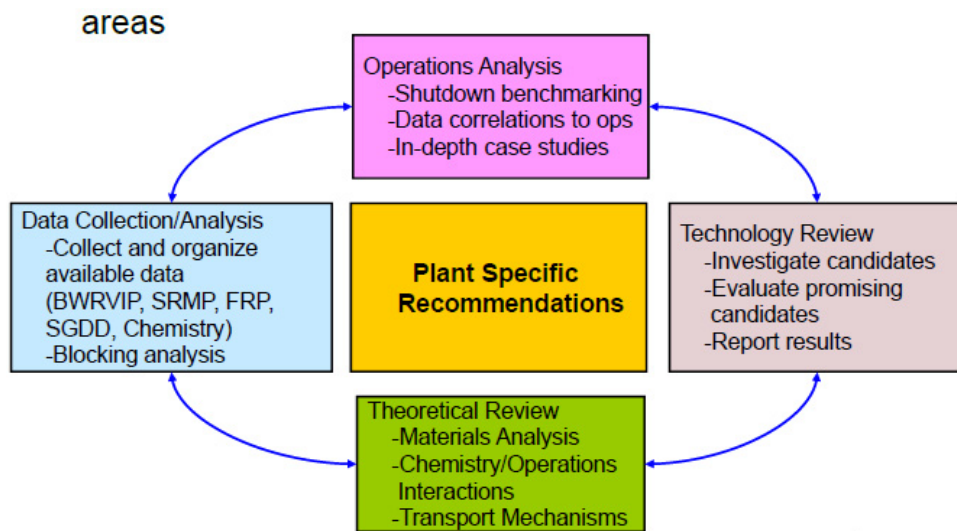 areas
Operations Analysis
-Shutdown benchmarking
-Data correlations to ops
-In-depth case studies
Data Collection/Analysis
-Collect and organize
available data
(BWRVIP, SRMP, FRP,
SGDD, Chemistry)
-Blocking analysis
Plant Specific
Recommendations
Technology Review
-Investigate candidates
-Evaluate promising
candidates
-Report results
Theoretical Review
-Materials Analysis
-Chemistry/Operations
Interactions
-Transport Mechanisms